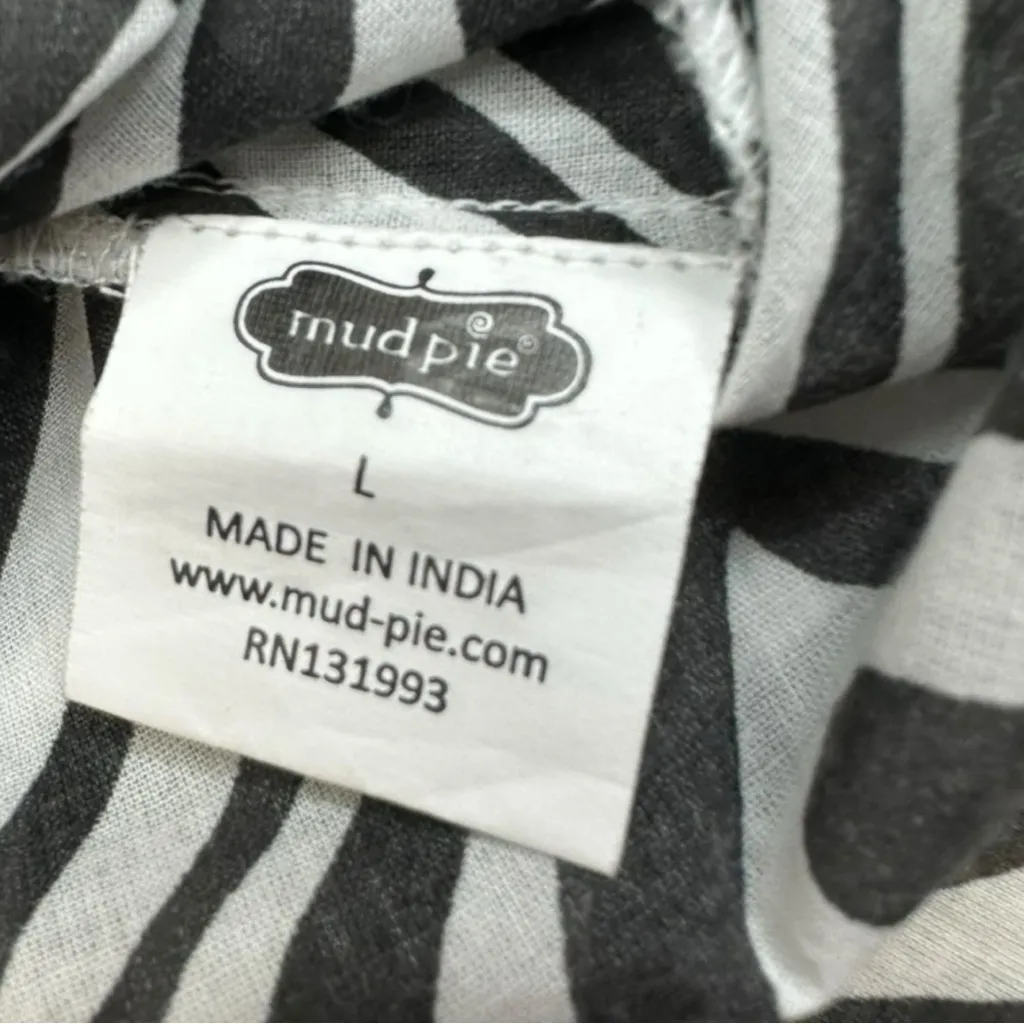 mud pie
L
MADE IN INDIA
www.mud-pie.com
RN131993